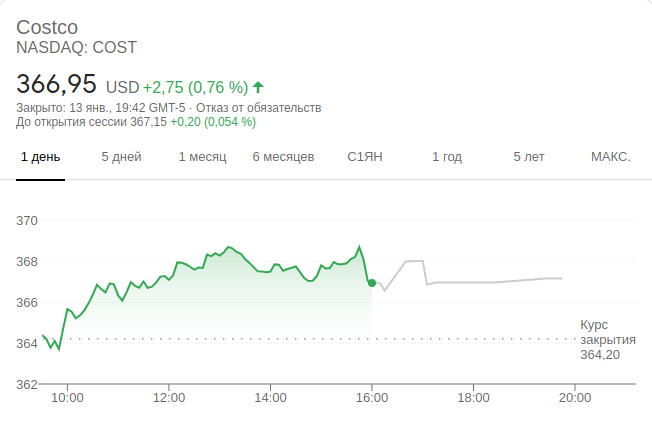 Costco
NASDAQ: COST
366,95 USD +2,75 (0,76 %)
Закрыто: 13 янв., 19:42 GMT-5 · Отказ от обязательств
До открытия сессии 367,15 +0,20 (0,054 %)
1 день 5 дней 1 месяц 6 месяцев С1ЯН 1 год 5 лет МАКС.
370
368
366
364
362
Курс
закрытия
364,20
10:00 12:00 14:00 16:00 18:00 20:00